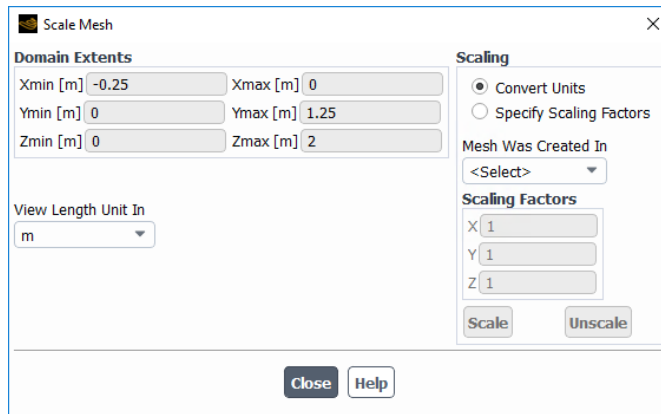 Scale Mesh
Domain Extents
Xmin [m] -0.25 Xmax [m] 0
Ymin [m] 0 Ymax [m] 1.25
Zmin [m] 0 Zmax [m] 2
View Length Unit In
m
Scaling
Convert Units
Specify Scaling Factors
Mesh Was Created In
<Select>
Scaling Factors
X 1
Y 1
Z 1
Scale Unscale
Close Help